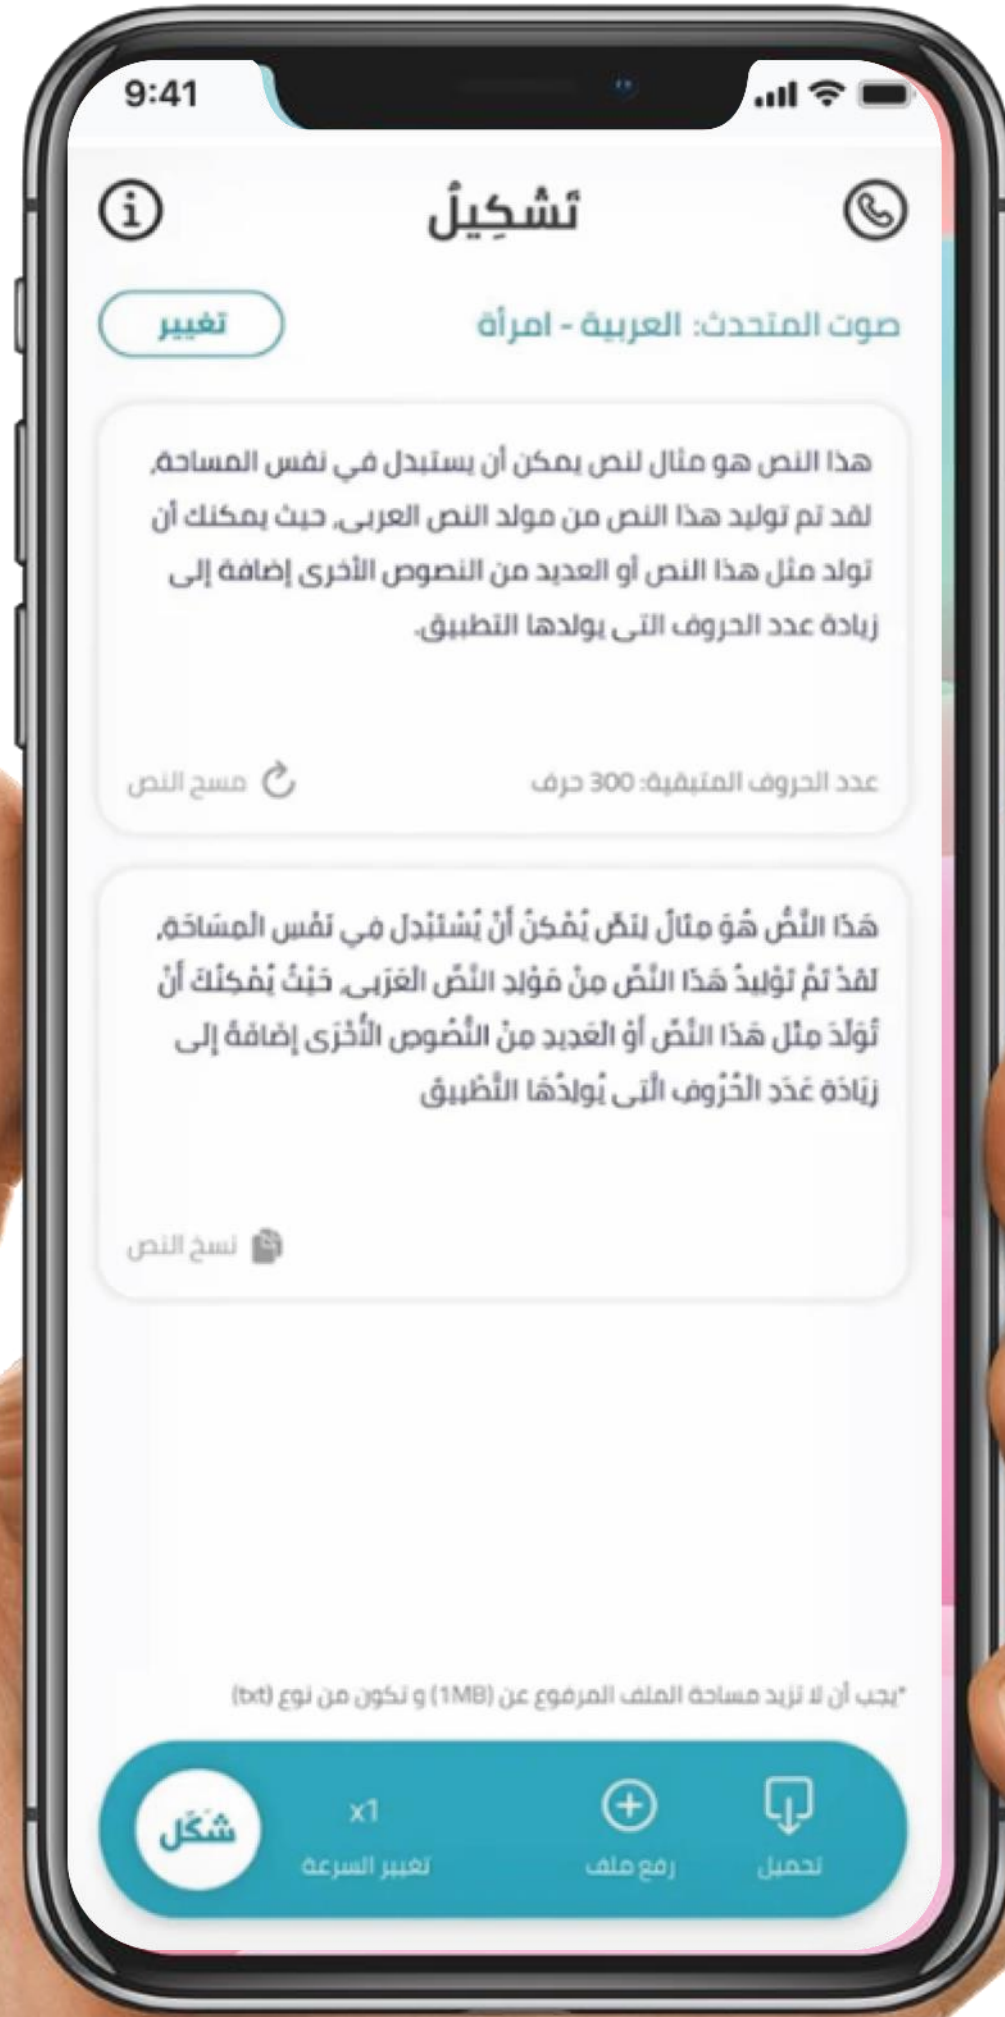 9:41
تَشْكِيلٌ
صوت المتحدث: العربية - امرأة
تغيير
هذا النص هو مثال لنص يمكن أن يستبدل في نفس المساحة,
لقد تم توليد هذا النص من مولد النص العربى, حيث يمكنك أن
تولد مثل هذا النص أو العديد من النصوص الأخرى إضافة إلى
زيادة عدد الحروف التى يولدها التطبيق.
عدد الحروف المتبقية: 300 حرف
مسح النص
هَذَا النَّصُّ هُوَ مِثَالُ لِنَصٍّ يُمْكِنُ أَنْ يُسْتَبْدِلَ فِي نَفْسِ الْمِسَاحَةِ,
لَقَدْ تَمَّ تَوْلِيدُ هَذَا النَّصِّ مِنْ مَوْلِدِ النَّصِّ الْعَرَبِى, حَيْثُ يُمْكِنُكَ أَنْ
تُوَلِّدَ مِثْلَ هَذَا النَّصِّ أَوْ الْعَدِيدِ مِنْ النُّصُوصِ الْأُخْرَى إِضَافَةً إِلَى
زِيَادَةِ عَدَدِ الْحُرُوفِ الَّتِى يُولِدُهَا التَّطْبِيقُ
نسخ النص
*يجب أن لا تزيد مساحة الملف المرفوع عن (1MB) و تكون من نوع (txt)
تحميل
رفع ملف
x1
تغيير السرعة
شَكِّل